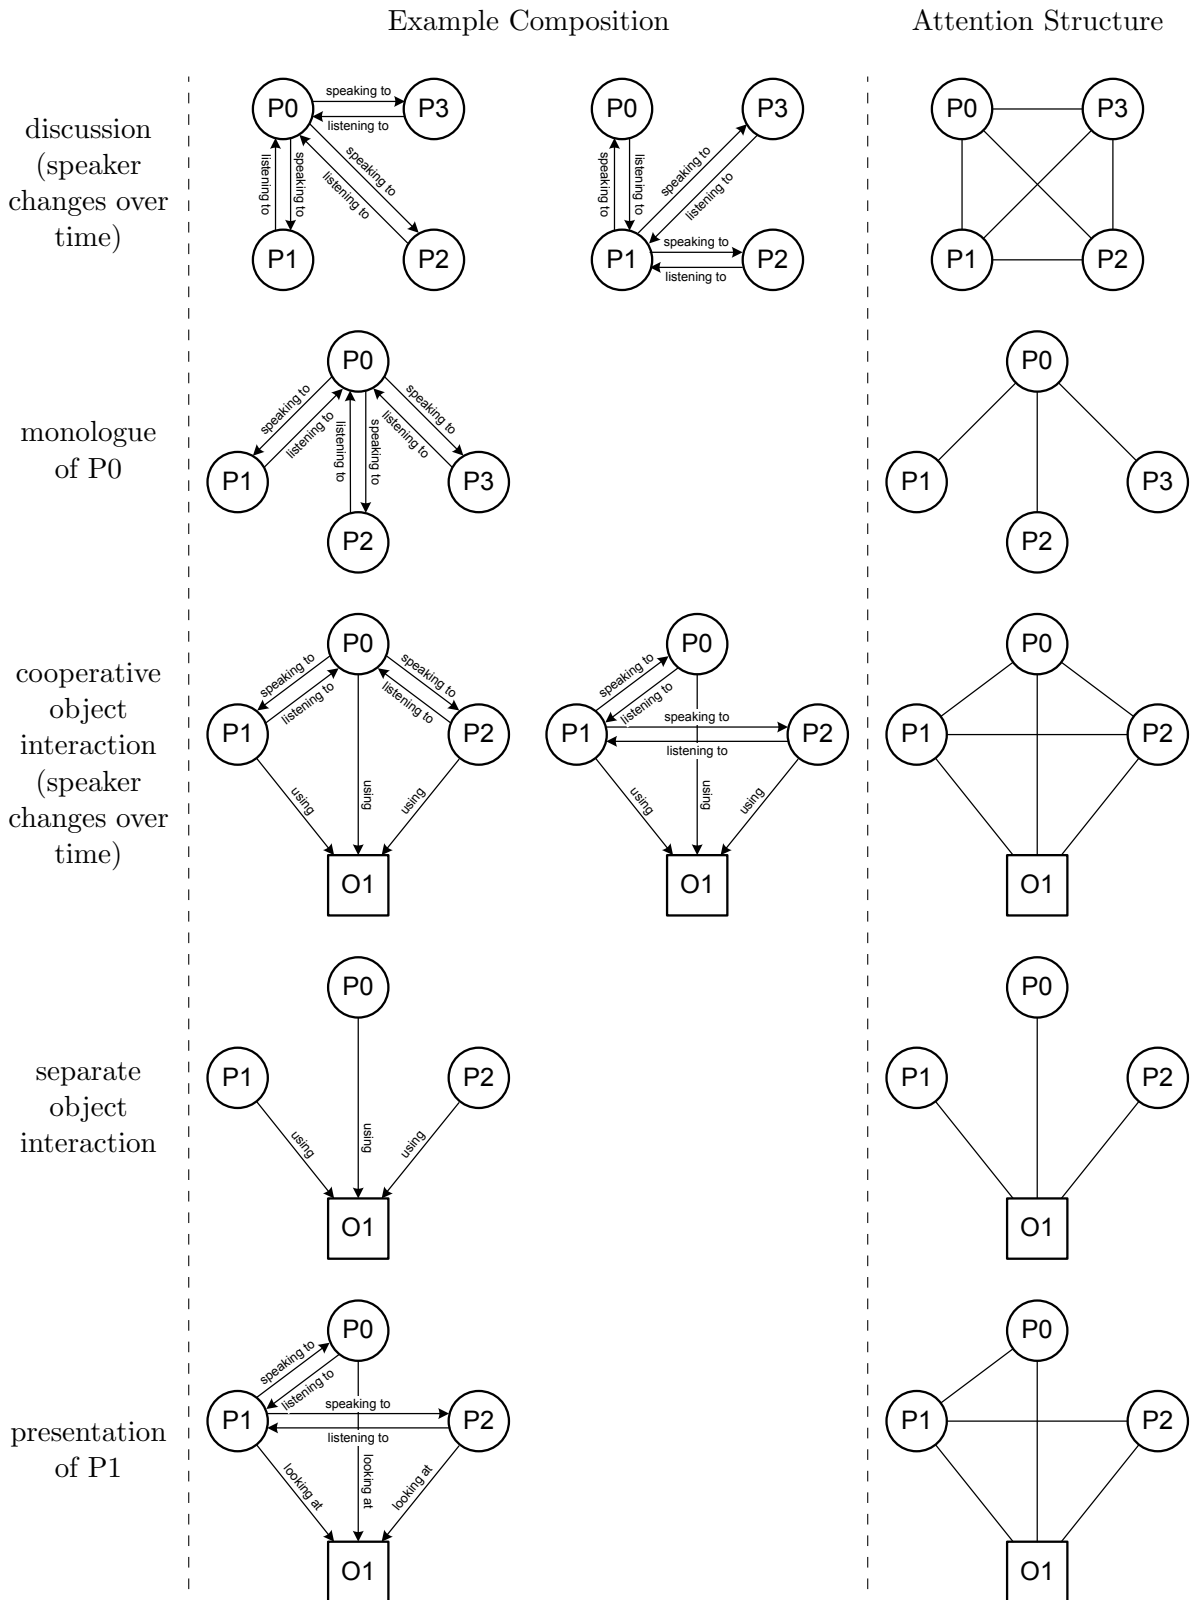 Example Composition
Attention Structure
discussion
(speaker
changes over
time)
P0
speaking to
P3
listening to
listening to
speaking to
speaking to
listening to
P1
P2
P0
P3
speaking to
listening to
speaking to
listening to
P1
speaking to
P2
listening to
P0
P3
P1
P2
monologue
of P0
P0
speaking to
listening to
listening to
speaking to
listening to
speaking to
P1
P3
P2
P0
P1
P3
P2
cooperative
object
interaction
(speaker
changes over
time)
P0
speaking to
listening to
speaking to
listening to
P1
P2
using
using
using
O1
P0
speaking to
listening to
P1
speaking to
P2
listening to
using
using
using
O1
P0
P1
P2
O1
separate
object
interaction
P0
P1
P2
using
using
using
O1
P0
P1
P2
O1
presentation
of P1
P0
speaking to
listening to
P1
speaking to
P2
listening to
looking at
looking at
looking at
O1
P0
P1
P2
O1